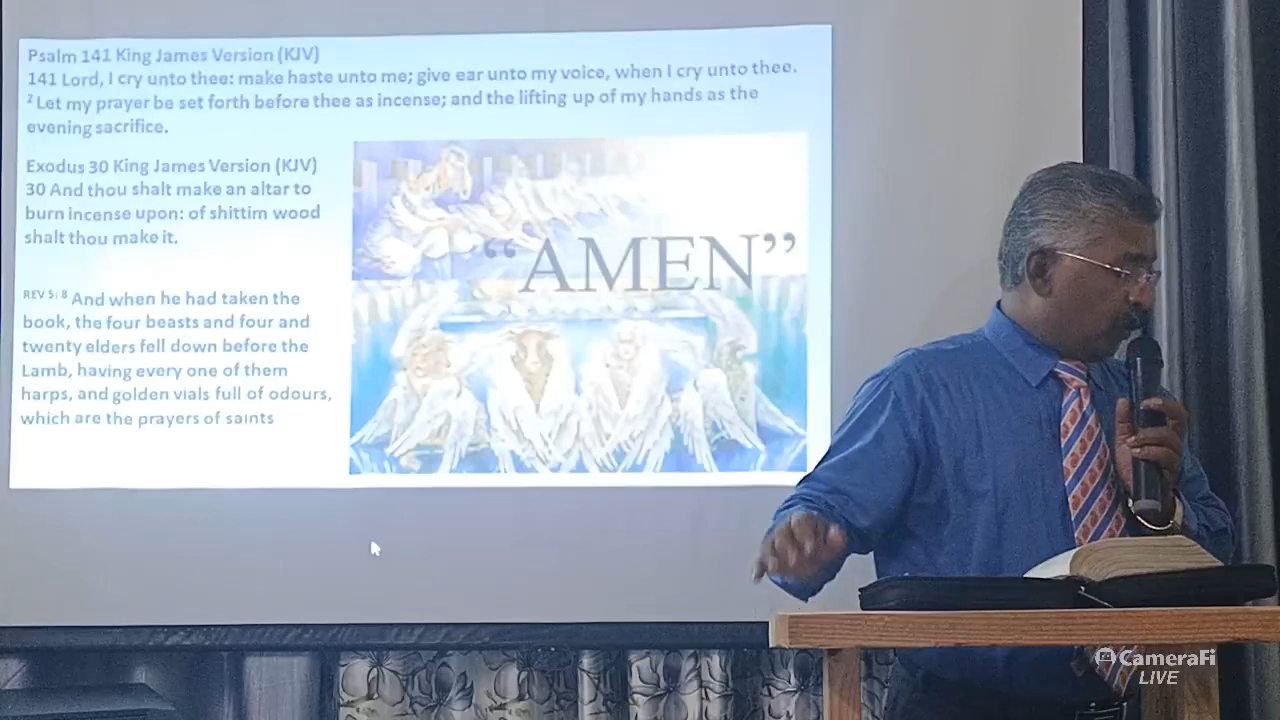 Psalm 141 King James Version (KJV)
141 Lord, I cry unto thee: make haste unto me; give ear unto my voice, when I cry unto thee.
2 Let my prayer be set forth before thee as incense; and the lifting up of my hands as the
evening sacrifice.
Exodus 30 King James Version (KJV)
30 And thou shalt make an altar to
burn incense upon: of shittim wood
shalt thou make it.
REV 5: 8 And when he had taken the
book, the four beasts and four and
twenty elders fell down before the
Lamb, having every one of them
harps, and golden vials full of odours,
which are the prayers of saints
“AMEN”
CameraFi
LIVE